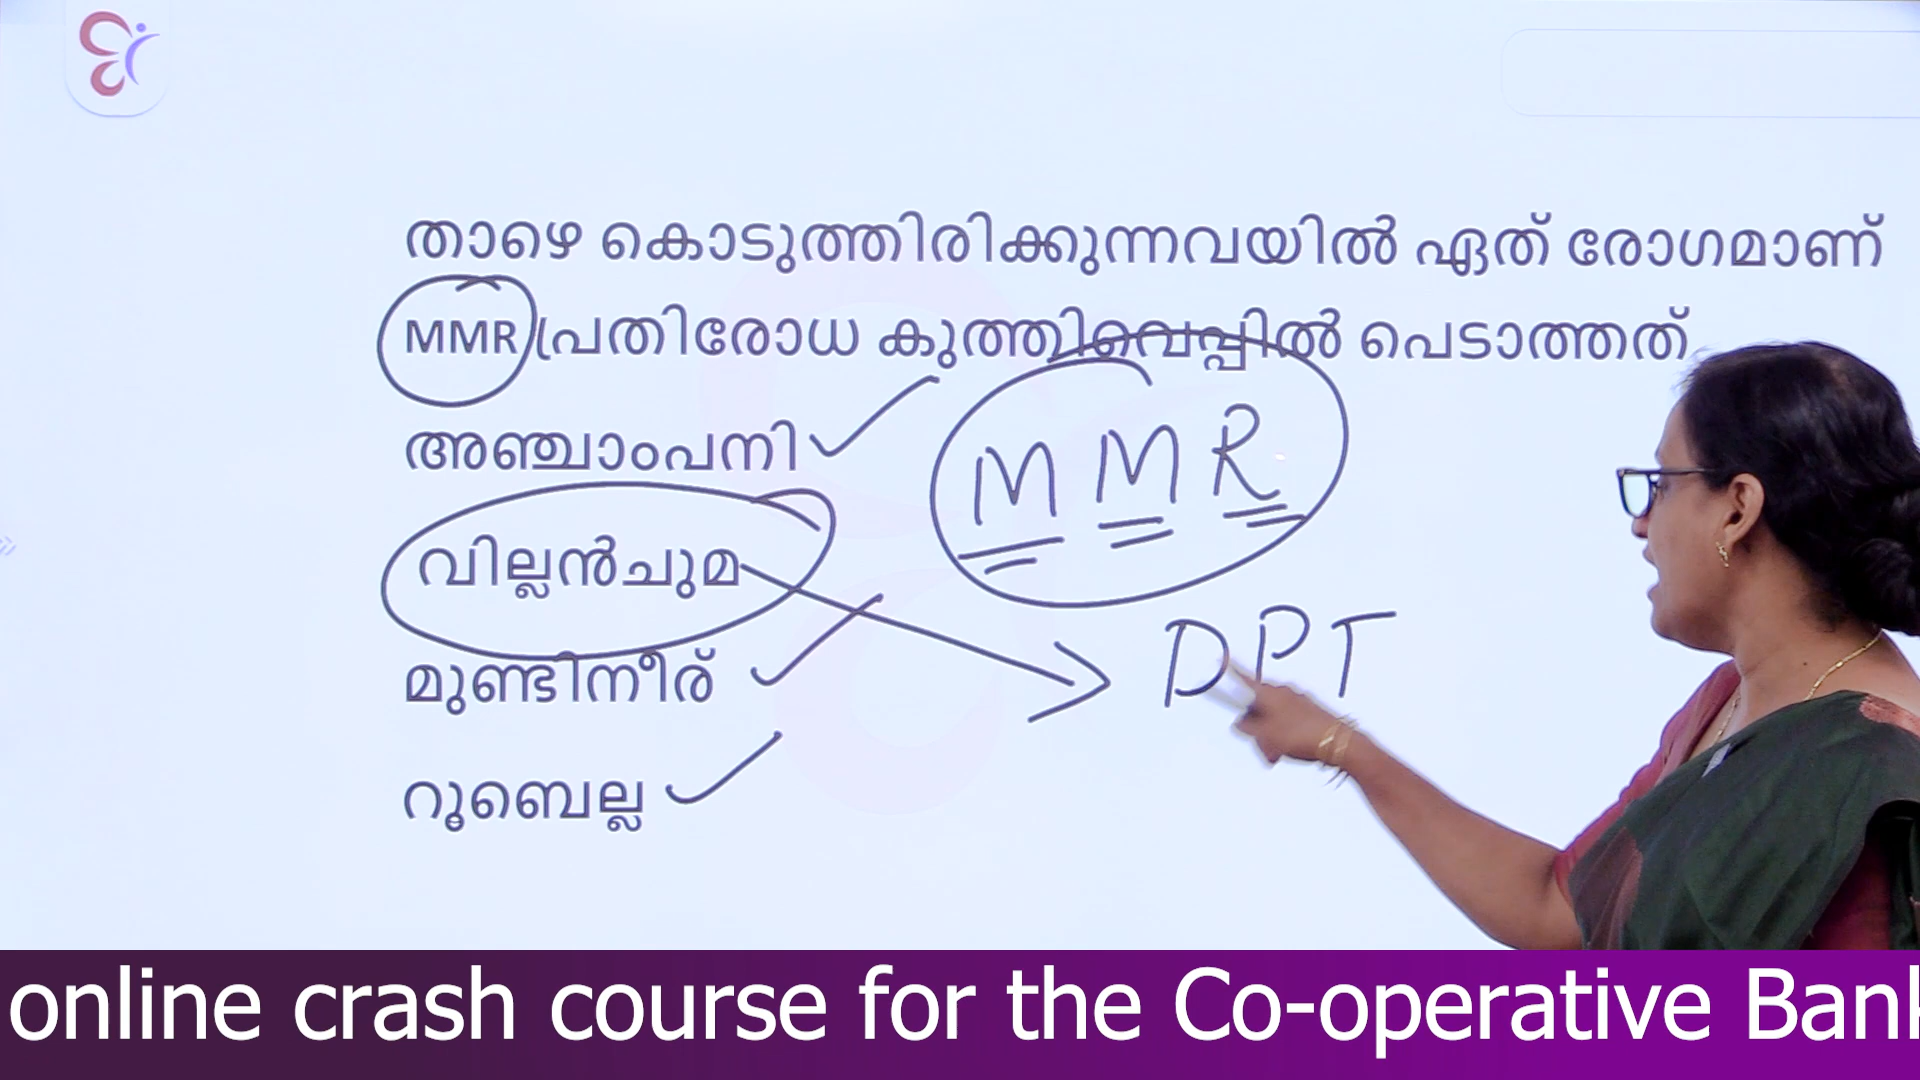 താഴെ കൊടുത്തിരിക്കുന്നവയിൽ ഏത് രോഗമാണ്
MMR പ്രതിരോധ കുത്തിവെപ്പിൽ പെടാത്തത്
അഞ്ചാംപനി
MMR
വില്ലൻചുമ
DPT
മുണ്ടിനീര്
റൂബെല്ല
online crash course for the Co-operative Bank